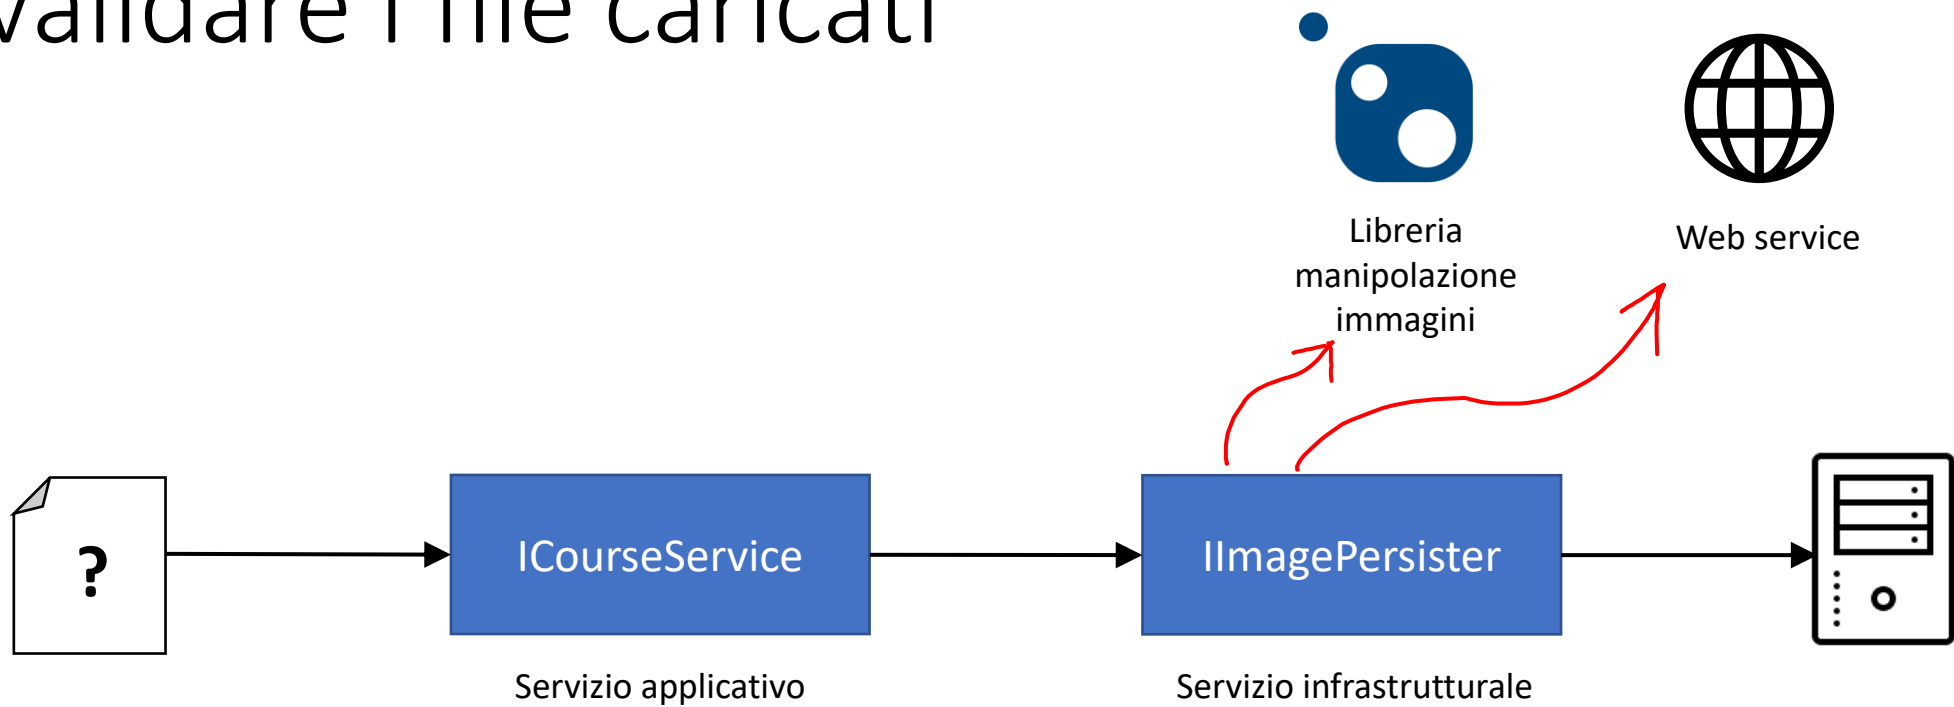 Validare i file caricati
Libreria
manipolazione
immagini
Web service
?
ICourseService
IImagePersister
Servizio applicativo
Servizio infrastrutturale